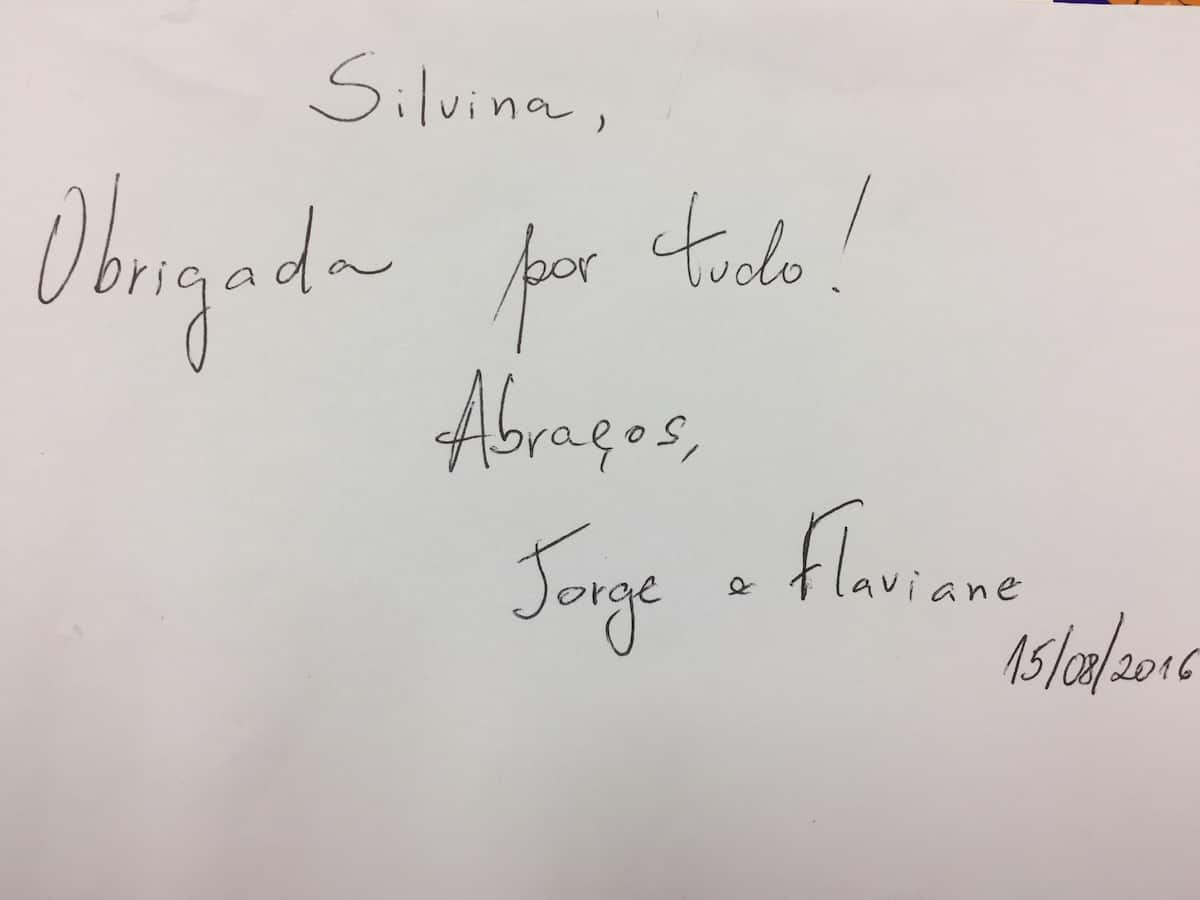 Silvina,
Obrigada por tudo!
Abraços,
Jorge e Flaviane
15/08/2016